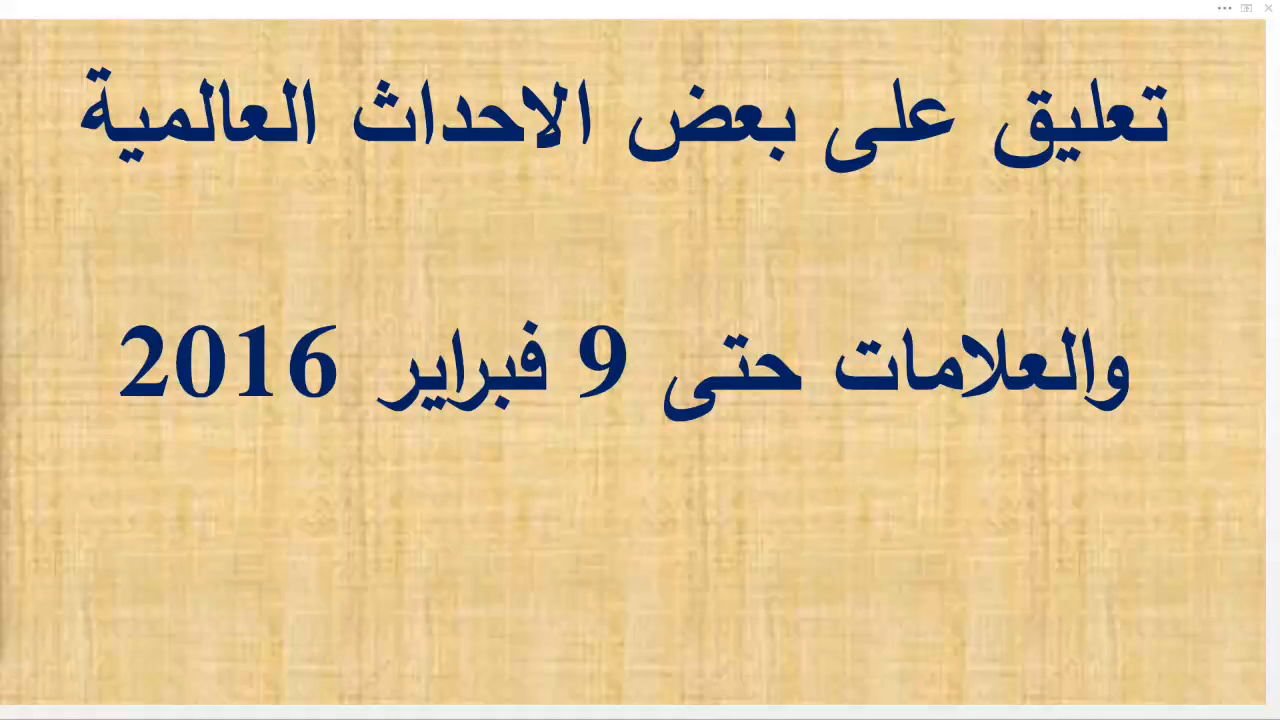 تعليق على بعض الاحداث العالمية
والعلامات حتى 9 فبراير 2016